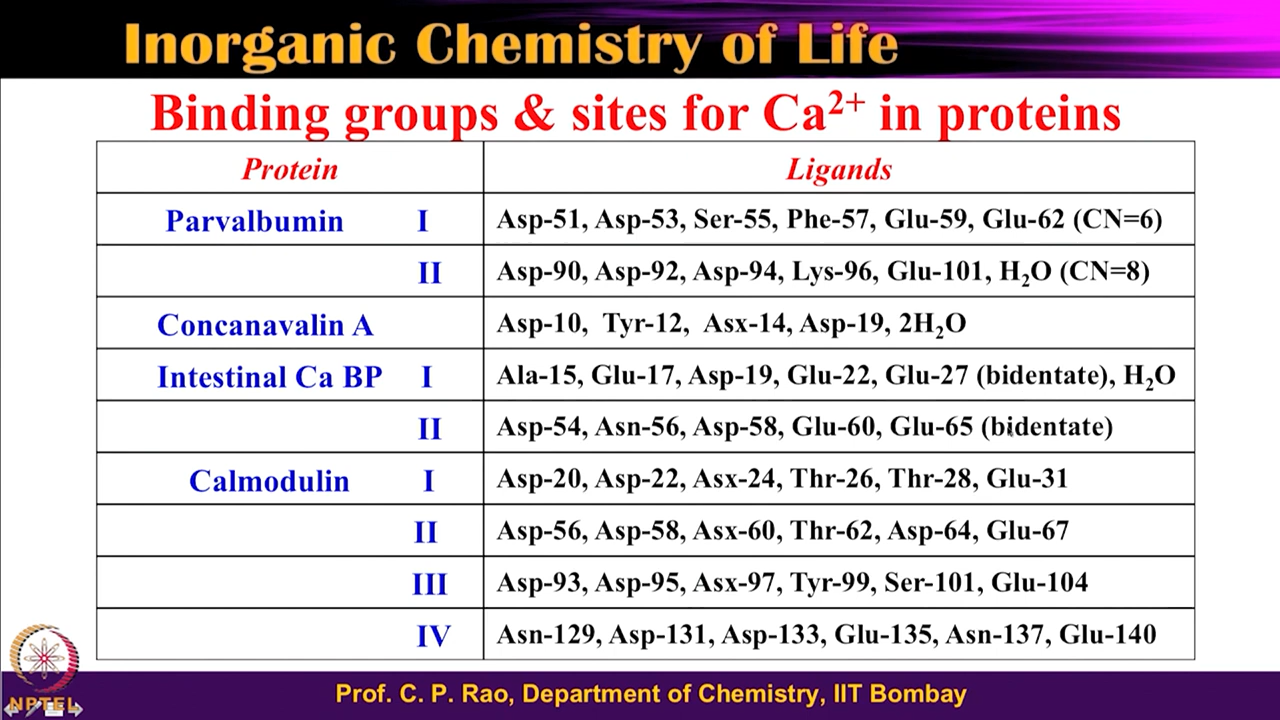 Inorganic Chemistry of Life
Binding groups & sites for Ca²⁺ in proteins
Protein Ligands
Parvalbumin I Asp-51, Asp-53, Ser-55, Phe-57, Glu-59, Glu-62 (CN=6)
II Asp-90, Asp-92, Asp-94, Lys-96, Glu-101, H₂O (CN=8)
Concanavalin A Asp-10, Tyr-12, Asx-14, Asp-19, 2H₂O
Intestinal Ca BP I Ala-15, Glu-17, Asp-19, Glu-22, Glu-27 (bidentate), H₂O
II Asp-54, Asn-56, Asp-58, Glu-60, Glu-65 (bidentate)
Calmodulin I Asp-20, Asp-22, Asx-24, Thr-26, Thr-28, Glu-31
II Asp-56, Asp-58, Asx-60, Thr-62, Asp-64, Glu-67
III Asp-93, Asp-95, Asx-97, Tyr-99, Ser-101, Glu-104
IV Asn-129, Asp-131, Asp-133, Glu-135, Asn-137, Glu-140
Prof. C. P. Rao, Department of Chemistry, IIT Bombay
NPTEL